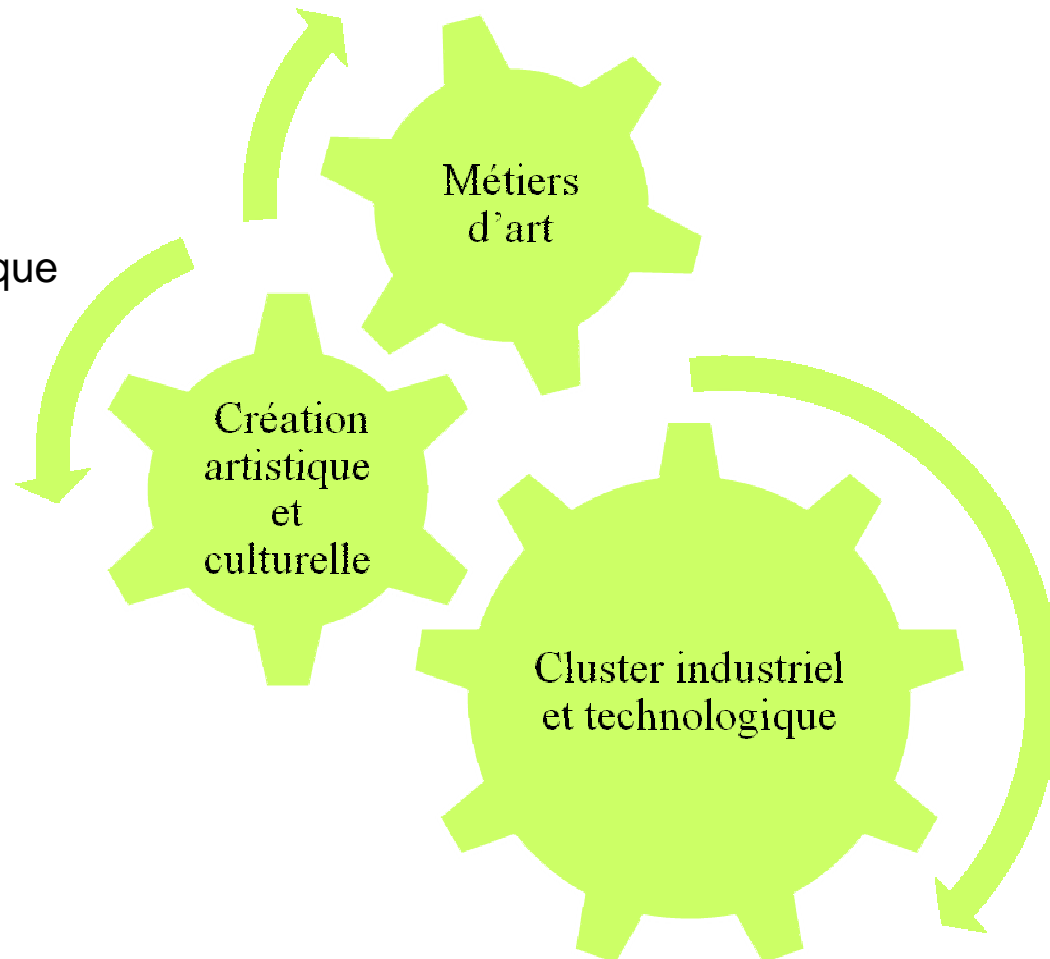 Métiers
d’art
que
Création
artistique
et
culturelle
Cluster industriel
et technologique